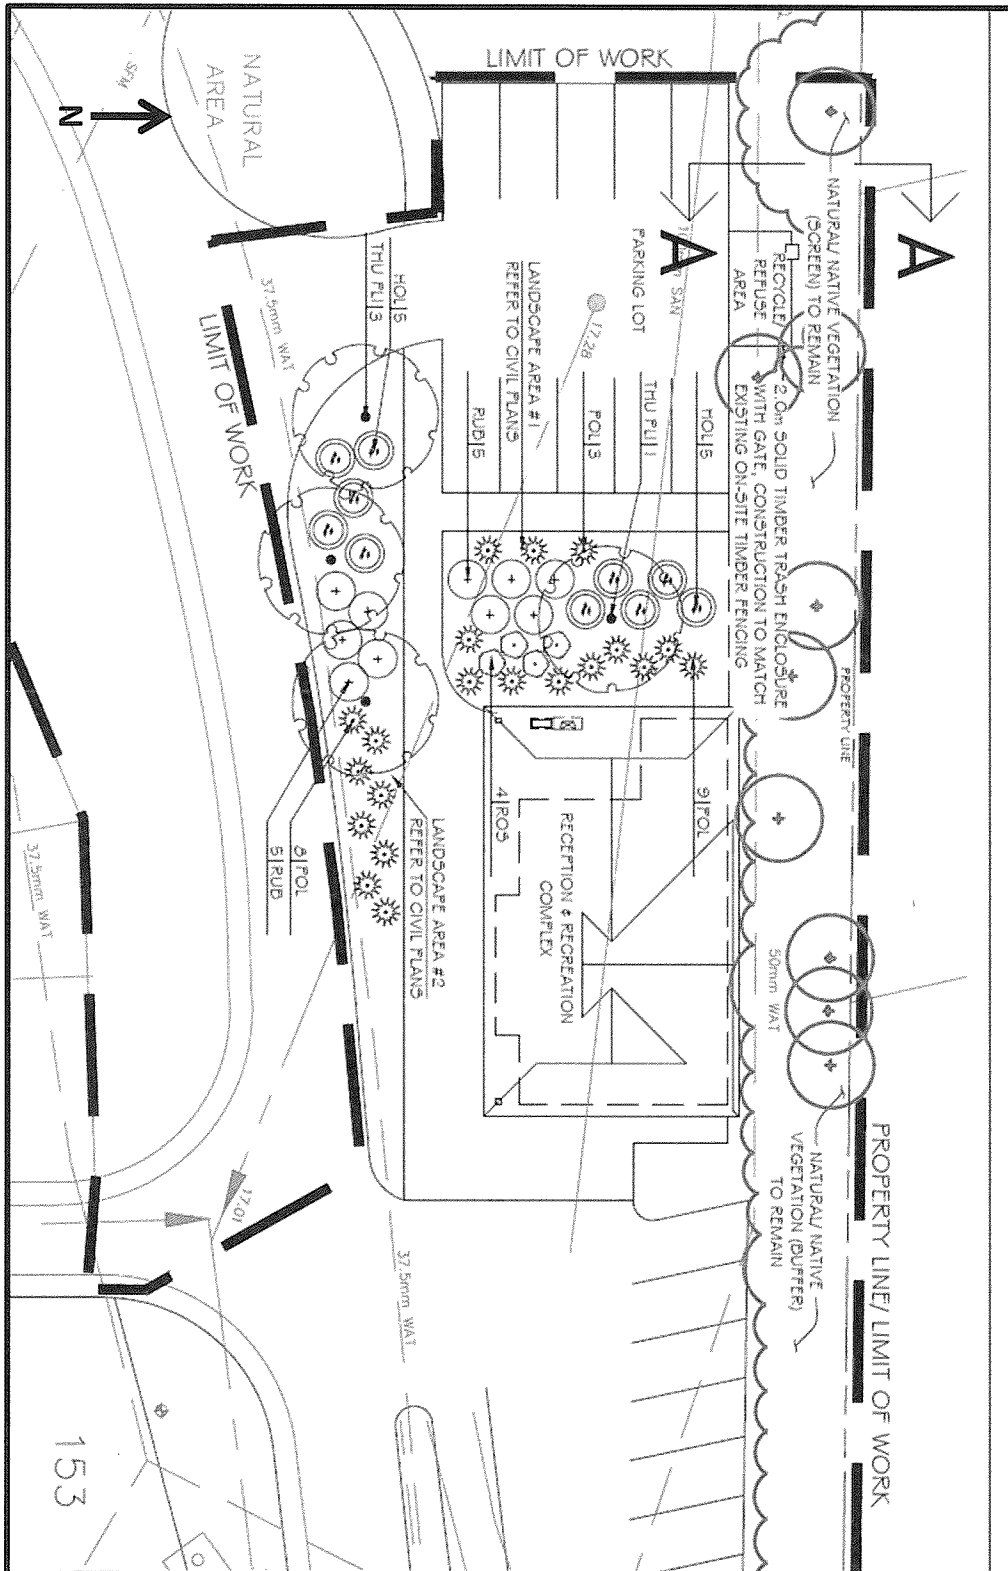 LIMIT OF WORK
NATURAL
AREA
N
NATURAL/ NATIVE VEGETATION
(SCREEN) TO REMAIN
A
A
RECYCLE/
REFUSE
AREA
2.0m SOLID TIMBER TRASH ENCLOSURE
WITH GATE, CONSTRUCTION TO MATCH
EXISTING ON-SITE TIMBER FENCING
PARKING LOT
SAN
17.28
LANDSCAPE AREA #1
REFER TO CIVIL PLANS
HOL|5
THU PLI|3
37.5mm WAT
LIMIT OF WORK
RUB|5
POL|3
THU PLI|1
HOL|5
PROPERTY LINE
4|ROS
9|POL
RECEPTION & RECREATION
COMPLEX
LANDSCAPE AREA #2
REFER TO CIVIL PLANS
8|POL
5|RUB
37.5mm WAT
50mm WAT
PROPERTY LINE/ LIMIT OF WORK
NATURAL/ NATIVE
VEGETATION (BUFFER)
TO REMAIN
17.01
37.5mm WAT
153